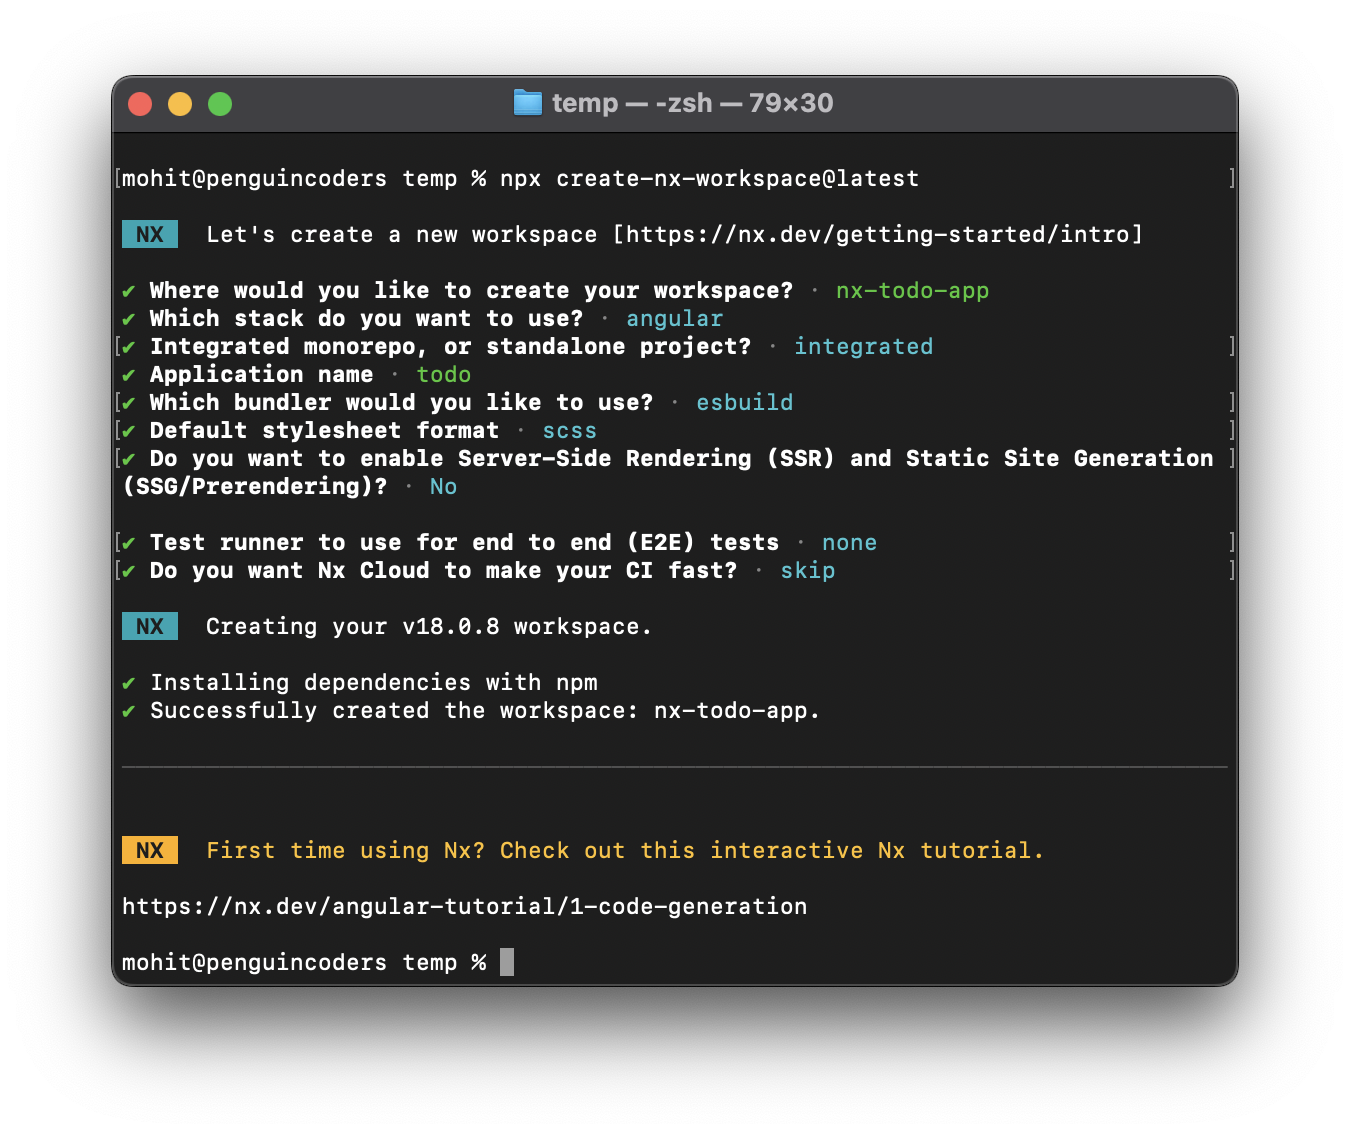 temp — -zsh — 79×30
[mohit@penguincoders temp % npx create-nx-workspace@latest ]
NX Let's create a new workspace [https://nx.dev/getting-started/intro]
✔ Where would you like to create your workspace? · nx-todo-app
✔ Which stack do you want to use? · angular
[✔ Integrated monorepo, or standalone project? · integrated ]
✔ Application name · todo
[✔ Which bundler would you like to use? · esbuild ]
[✔ Default stylesheet format · scss ]
[✔ Do you want to enable Server-Side Rendering (SSR) and Static Site Generation ]
(SSG/Prerendering)? · No
[✔ Test runner to use for end to end (E2E) tests · none ]
[✔ Do you want Nx Cloud to make your CI fast? · skip ]
NX Creating your v18.0.8 workspace.
✔ Installing dependencies with npm
✔ Successfully created the workspace: nx-todo-app.
NX First time using Nx? Check out this interactive Nx tutorial.
https://nx.dev/angular-tutorial/1-code-generation
mohit@penguincoders temp %